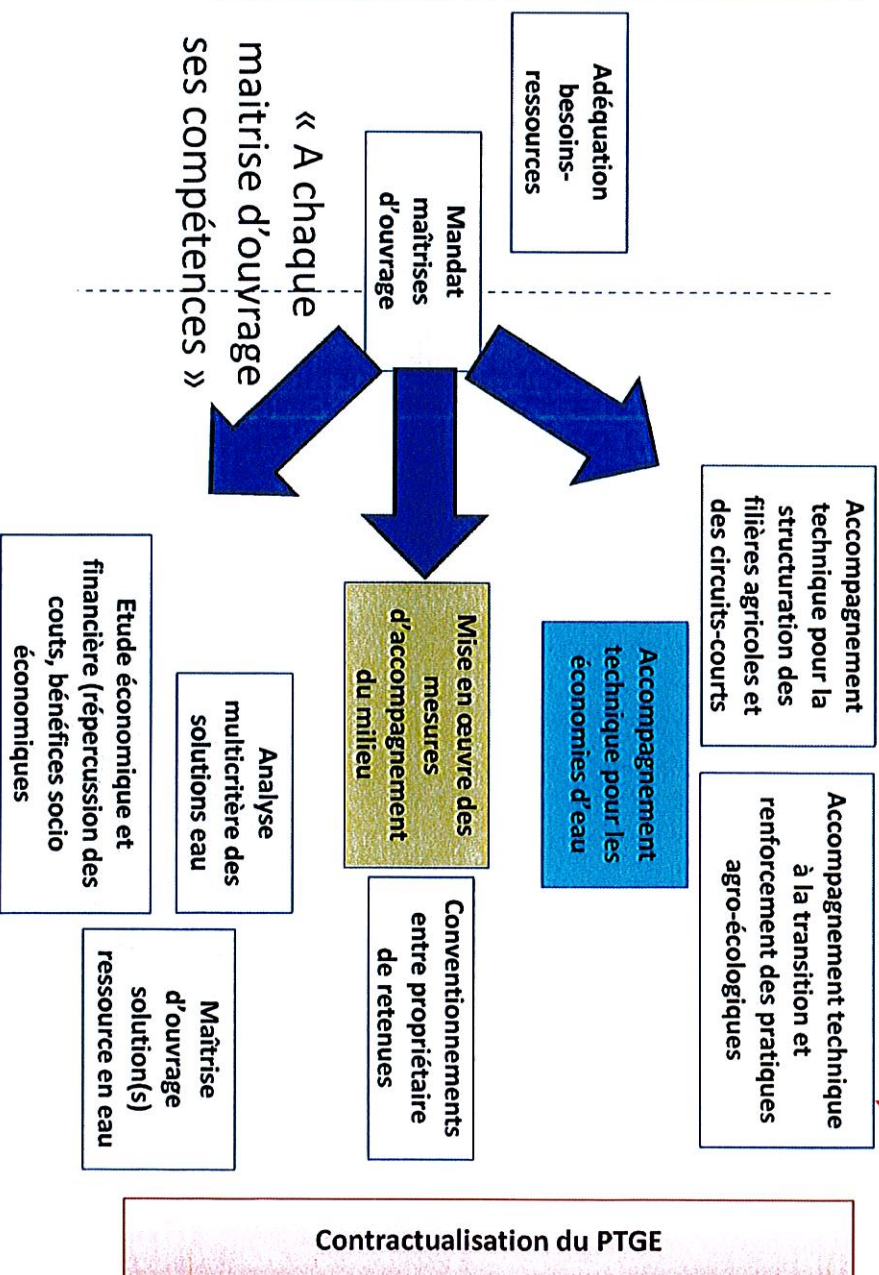 Adéquation
besoins-
ressources
Mandat
maîtrises
d'ouvrage
« A chaque
maitrise d'ouvrage
ses compétences »
Accompagnement
technique pour la
structuration des
filières agricoles et
des circuits-courts
Accompagnement technique
à la transition et
renforcement des pratiques
agro-écologiques
Accompagnement
technique pour les
économies d'eau
Mise en œuvre des
mesures
d'accompagnement
du milieu
Conventionnements
entre propriétaire
de retenues
Analyse
multicritère des
solutions eau
Etude économique et
financière (répercussion des
couts, bénéfices socio
économiques
Maîtrise
d'ouvrage
solution(s)
ressource en eau
Contractualisation du PTGE